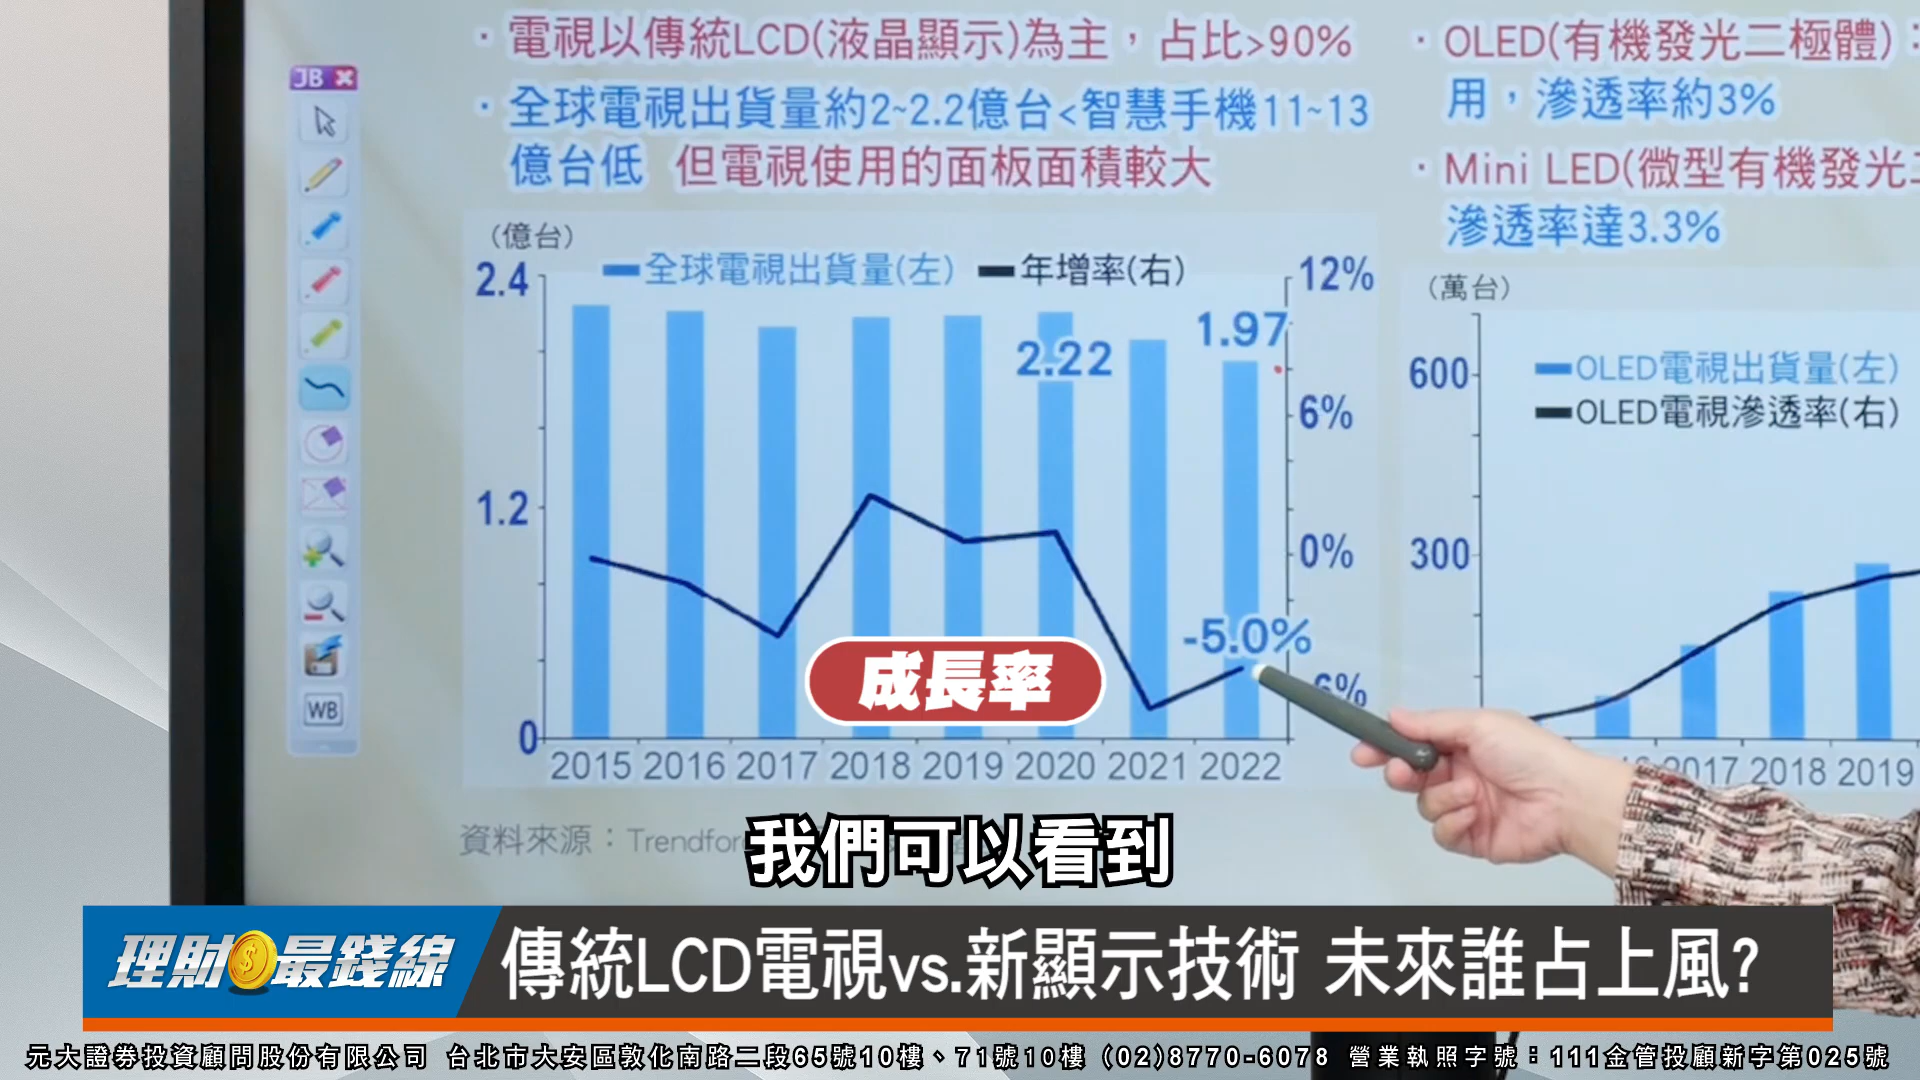 ・電視以傳統LCD(液晶顯示)為主，占比>90%
・全球電視出貨量約2~2.2億台<智慧手機11~13
億台低 但電視使用的面板面積較大
・OLED(有機發光二極體)：
用，滲透率約3%
・Mini LED(微型有機發光二
滲透率達3.3%
JB
WB
(億台)
全球電視出貨量(左) 年增率(右)
2.4
1.2
0
12%
6%
0%
-6%
2.22
1.97
-5.0%
成長率
2015 2016 2017 2018 2019 2020 2021 2022
(萬台)
600
300
OLED電視出貨量(左)
OLED電視滲透率(右)
2017 2018 2019
資料來源：Trendfor
我們可以看到
理財最錢線
傳統LCD電視vs.新顯示技術 未來誰占上風?
元大證券投資顧問股份有限公司 台北市大安區敦化南路二段65號10樓、71號10樓 (02)8770-6078 營業執照字號：111金管投顧新字第025號